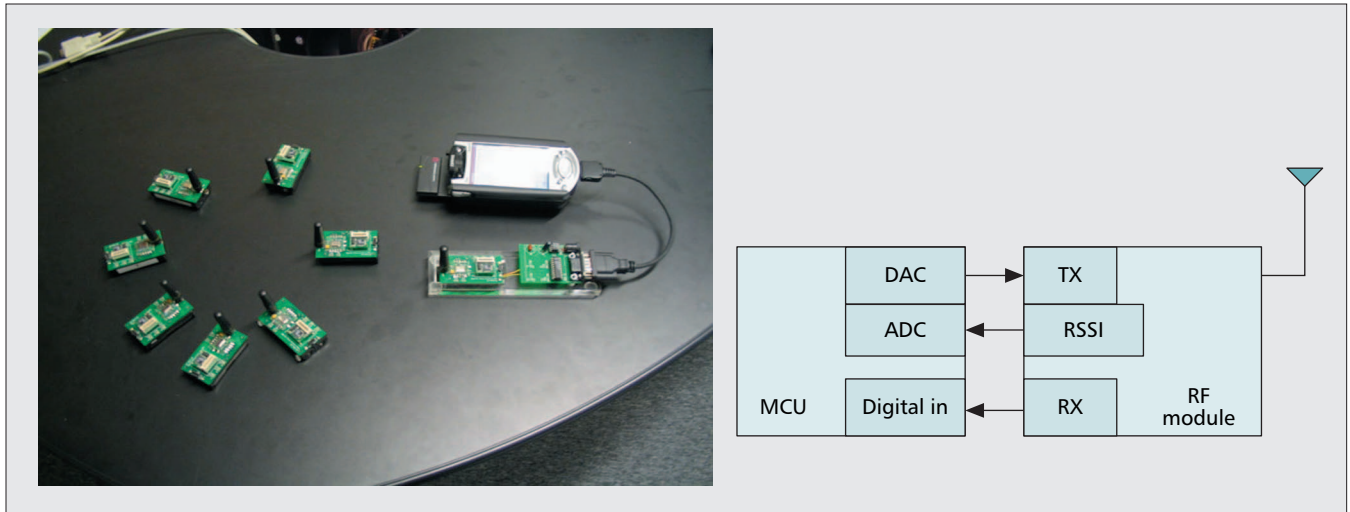 DAC
TX
ADC
RSSI
MCU
Digital in
RX
RF
module